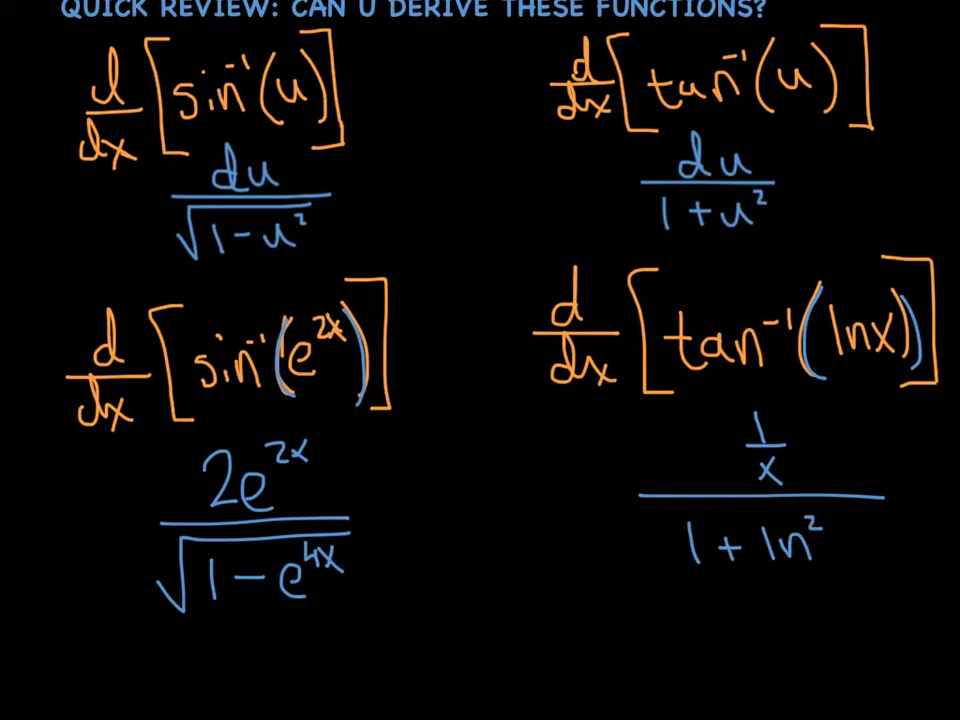 QUICK REVIEW: CAN U DERIVE THESE FUNCTIONS?
d/dx [sin⁻¹(u)]
du/√(1-u²)
d/dx [tan⁻¹(u)]
du/(1+u²)
d/dx [sin⁻¹(e^2x)]
2e^2x/√(1-e^4x)
d/dx [tan⁻¹(lnx)]
(1/x)/(1+ln²)